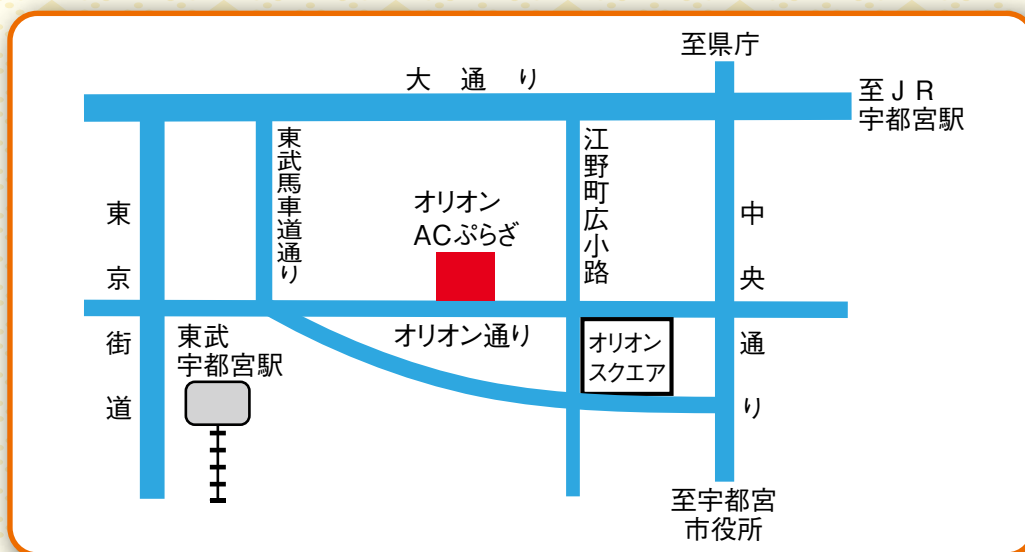 至県庁
大通り
至JR
宇都宮駅
東武馬車道通り
江野町広小路
オリオン
ACぷらざ
東京街道
中央通り
オリオン通り
東武
宇都宮駅
オリオン
スクエア
至宇都宮
市役所